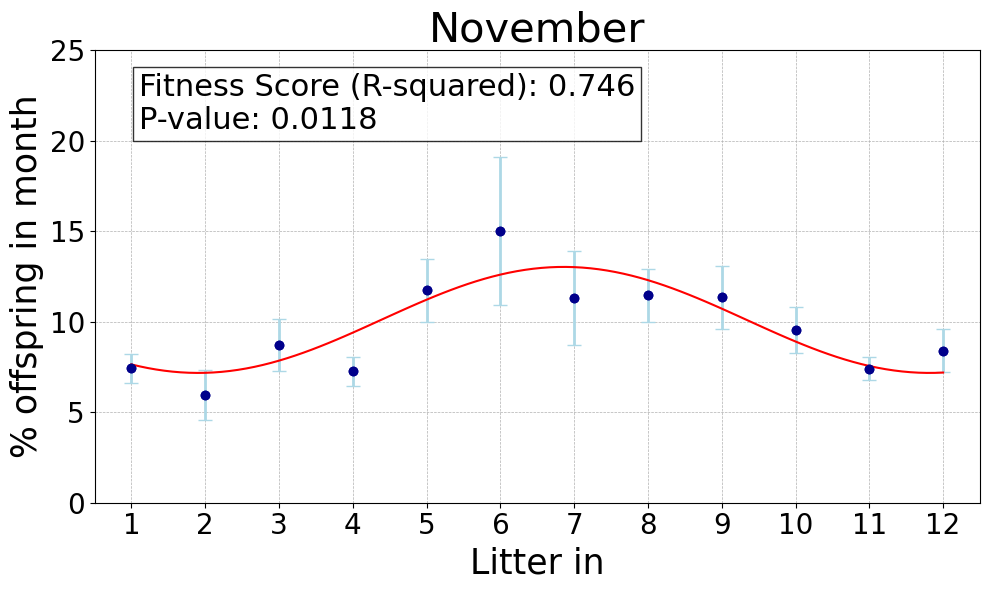 November
Fitness Score (R-squared): 0.746
P-value: 0.0118
% offspring in month
25
20
15
10
5
0
1 2 3 4 5 6 7 8 9 10 11 12
Litter in